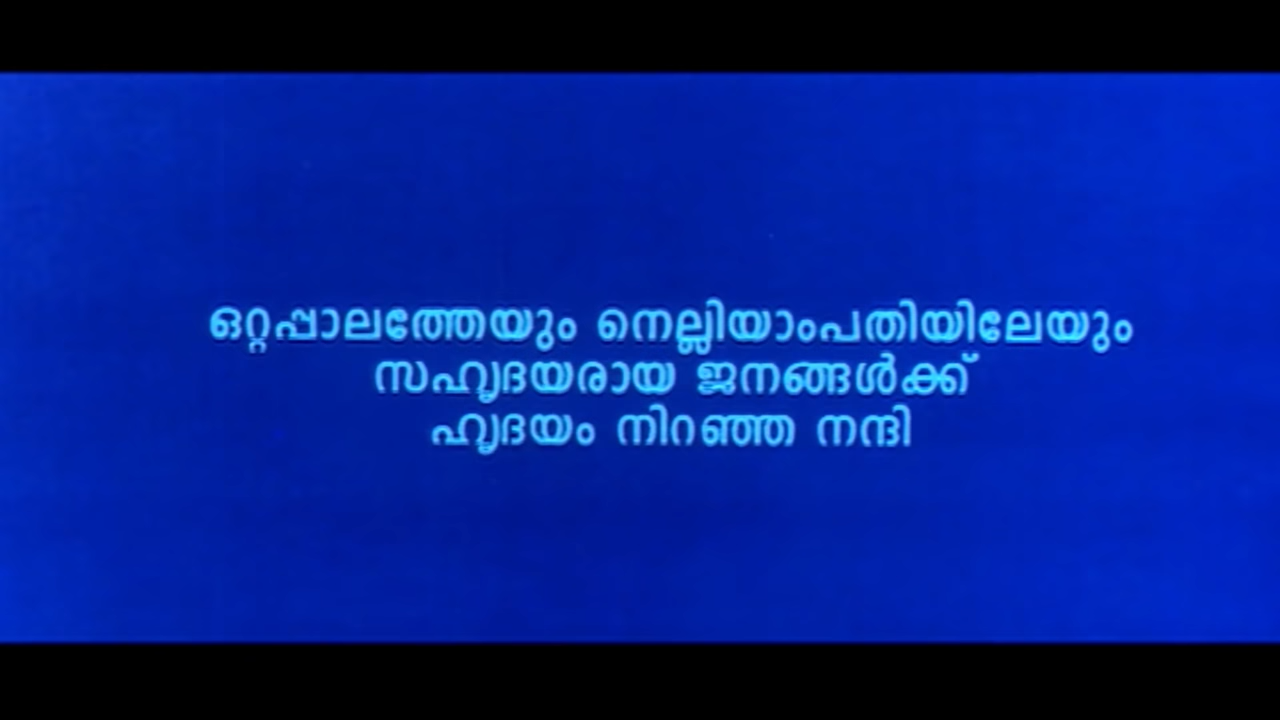 ഒറ്റപ്പാലത്തേയും നെല്ലിയാംപതിയിലേയും
സഹൃദയരായ ജനങ്ങൾക്ക്
ഹൃദയം നിറഞ്ഞ നന്ദി